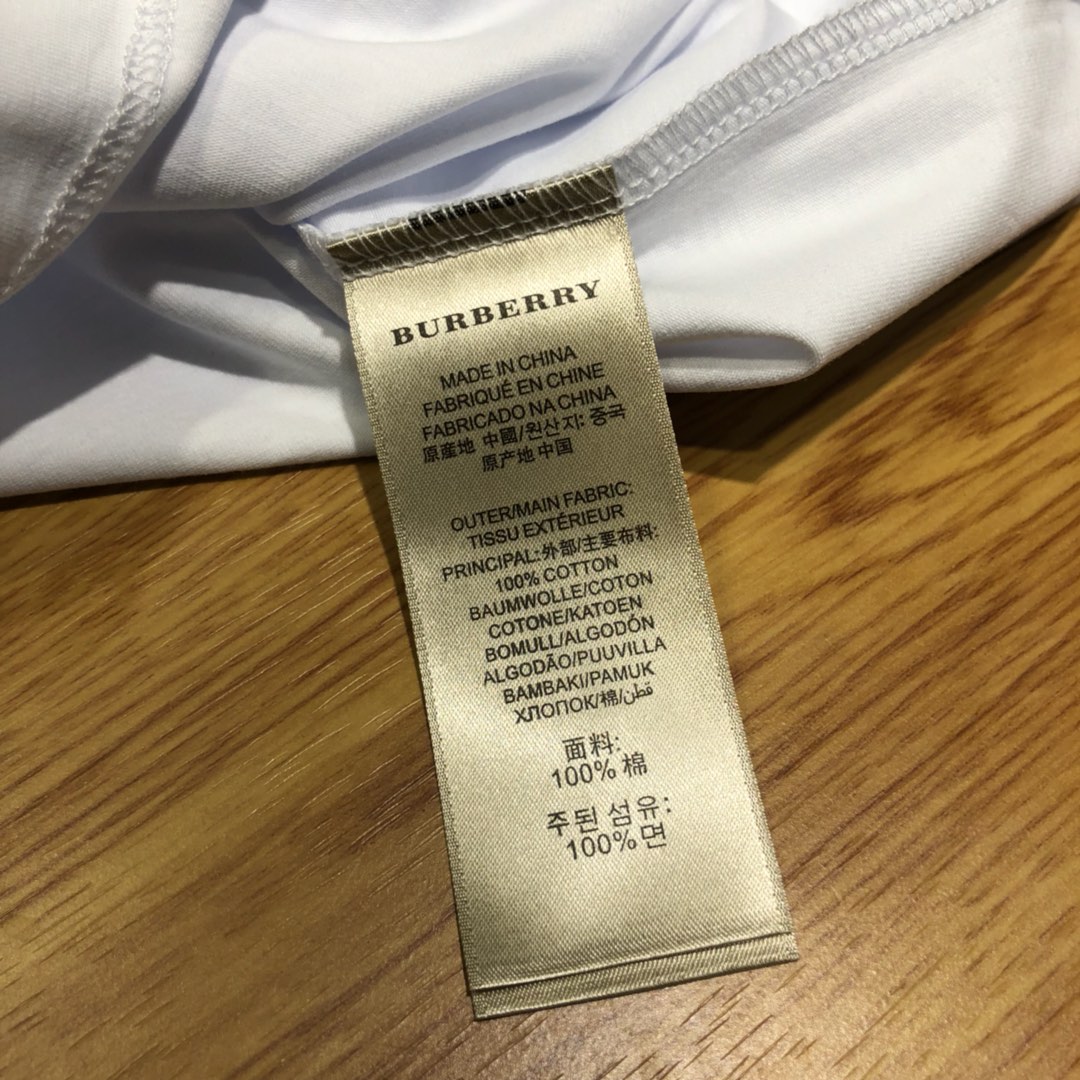 BURBERRY
MADE IN CHINA
FABRIQUÉ EN CHINE
FABRICADO NA CHINA
原産地 中國/원산지: 중국
原产地 中国
OUTER/MAIN FABRIC:
TISSU EXTÉRIEUR
PRINCIPAL:外部/主要布料:
100% COTTON
BAUMWOLLE/COTON
COTONE/KATOEN
BOMULL/ALGODÓN
ALGODÃO/PUUVILLA
BAMBAKI/PAMUK
ХЛОПОК/棉/قطن
面料:
100% 棉
주된 섬유:
100% 면